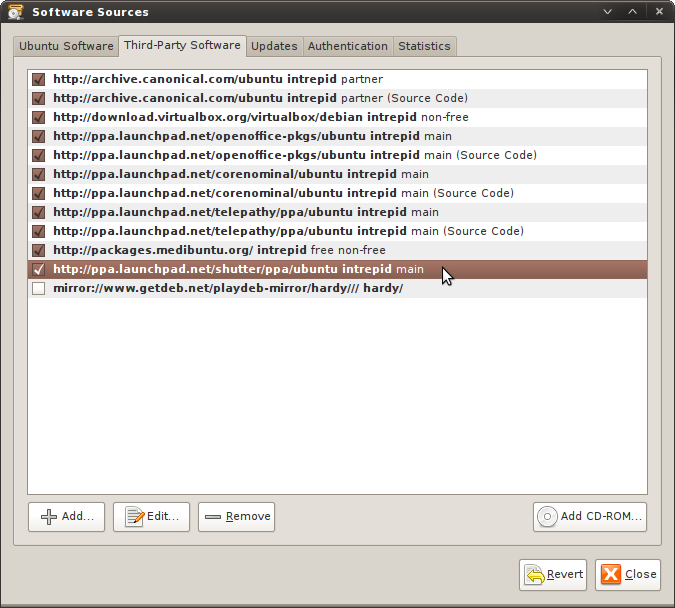 Software Sources
Ubuntu Software Third-Party Software Updates Authentication Statistics
http://archive.canonical.com/ubuntu intrepid partner
http://archive.canonical.com/ubuntu intrepid partner (Source Code)
http://download.virtualbox.org/virtualbox/debian intrepid non-free
http://ppa.launchpad.net/openoffice-pkgs/ubuntu intrepid main
http://ppa.launchpad.net/openoffice-pkgs/ubuntu intrepid main (Source Code)
http://ppa.launchpad.net/corenominal/ubuntu intrepid main
http://ppa.launchpad.net/corenominal/ubuntu intrepid main (Source Code)
http://ppa.launchpad.net/telepathy/ppa/ubuntu intrepid main
http://ppa.launchpad.net/telepathy/ppa/ubuntu intrepid main (Source Code)
http://packages.medibuntu.org/ intrepid free non-free
http://ppa.launchpad.net/shutter/ppa/ubuntu intrepid main
mirror://www.getdeb.net/playdeb-mirror/hardy/// hardy/
Add... Edit... Remove Add CD-ROM...
Revert Close